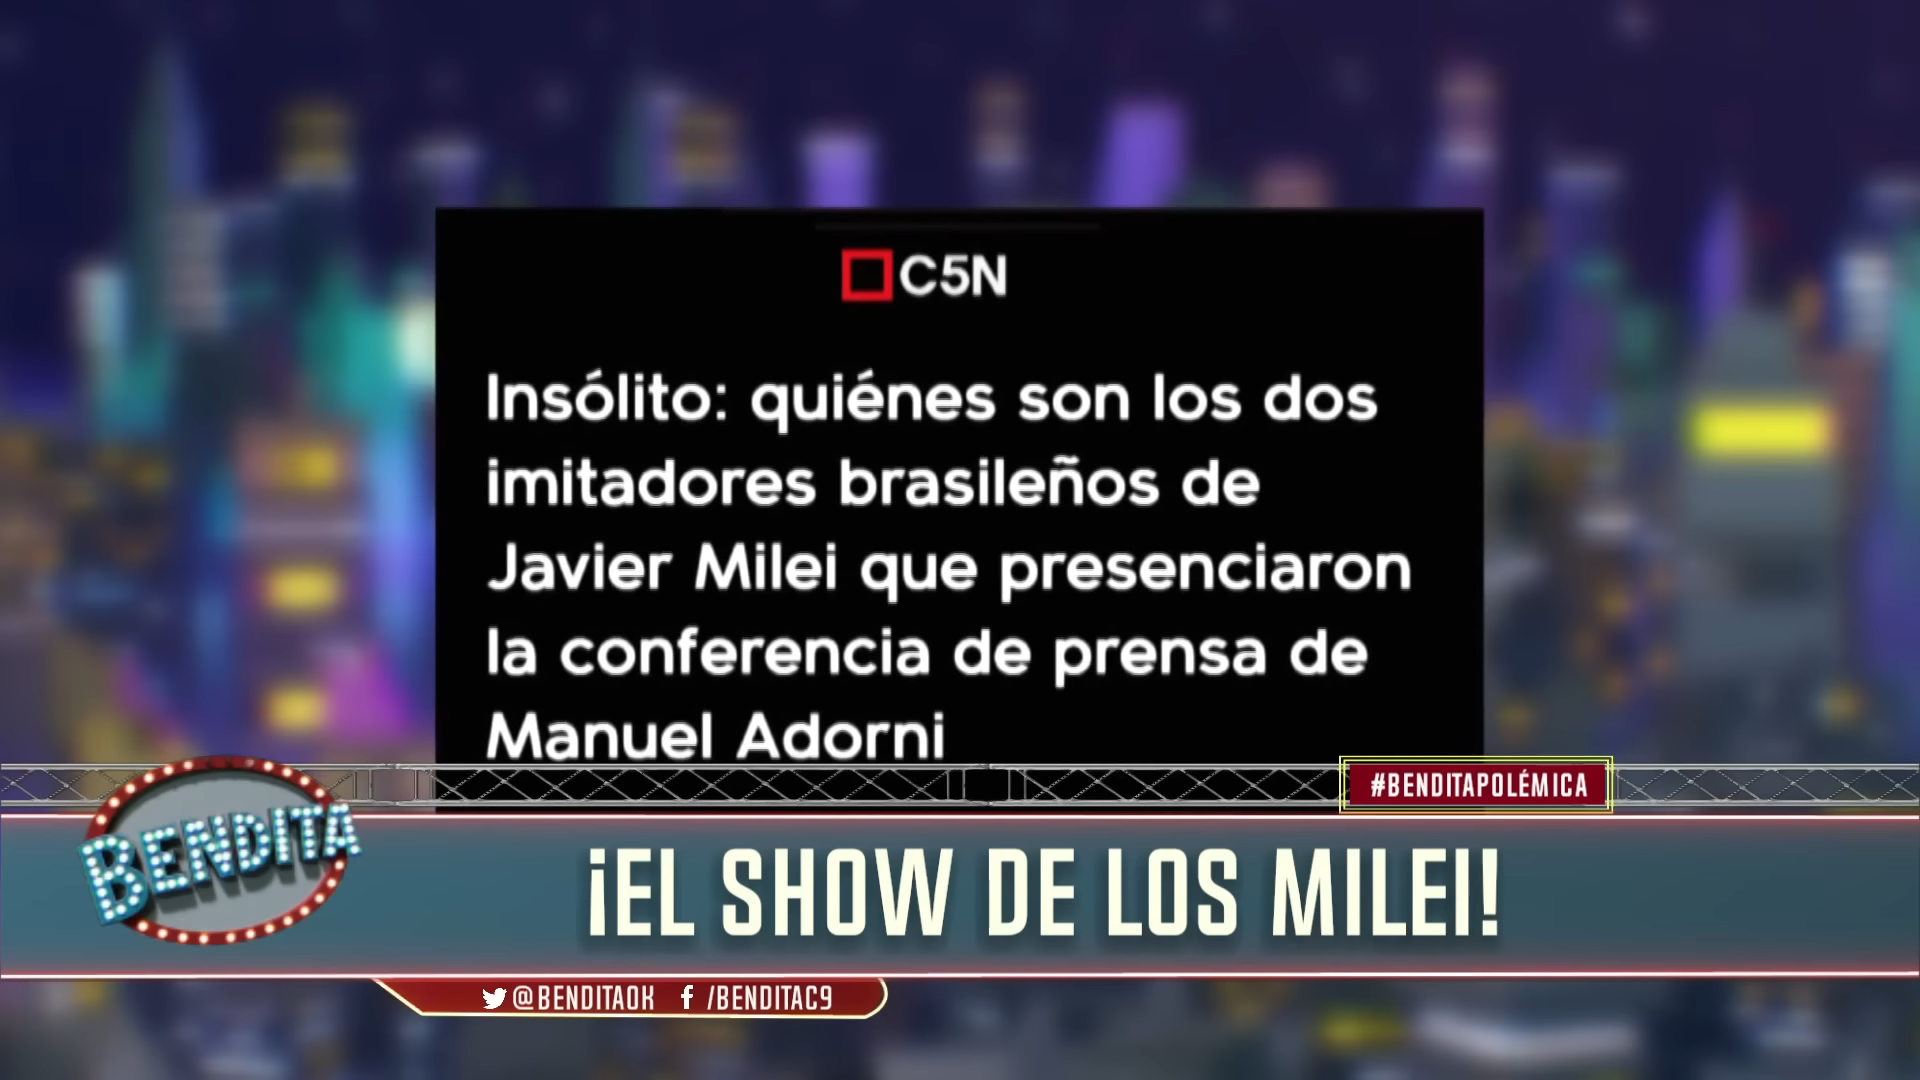 C5N
Insólito: quiénes son los dos
imitadores brasileños de
Javier Milei que presenciaron
la conferencia de prensa de
Manuel Adorni
#BENDITAPOLÉMICA
BENDITA
¡EL SHOW DE LOS MILEI!
@BENDITAOK /BENDITAC9